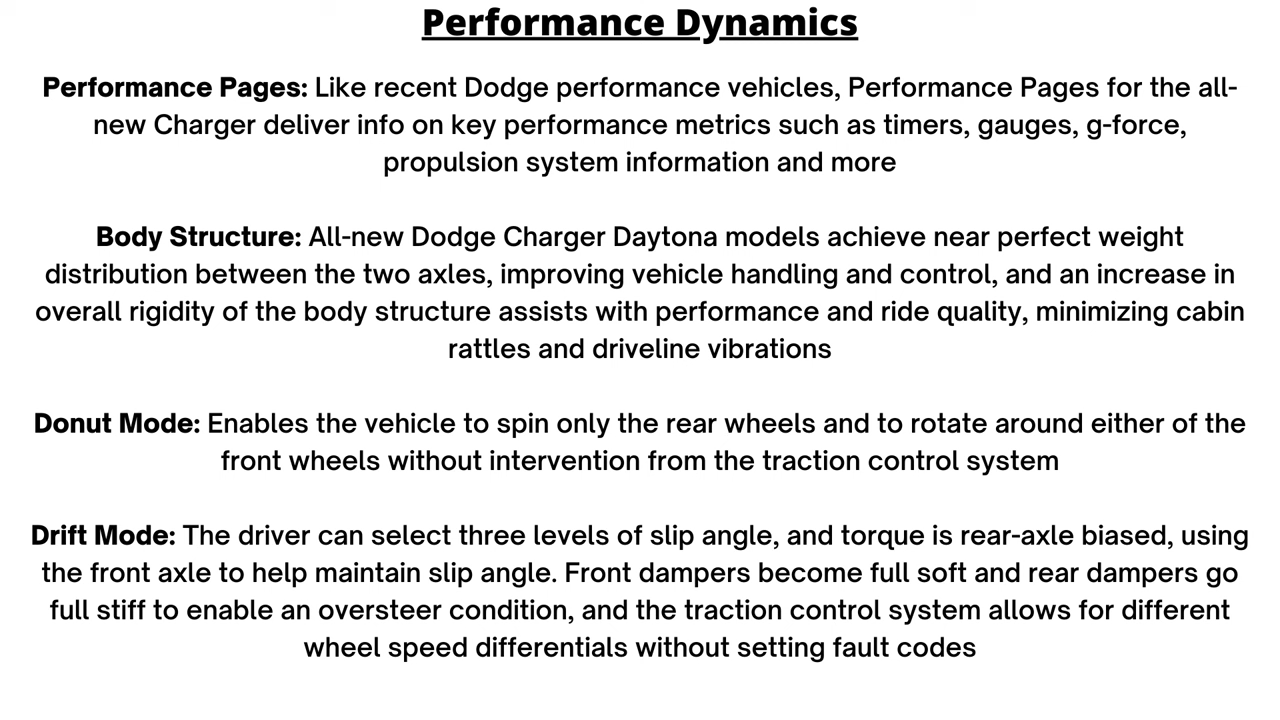 Performance Dynamics
Performance Pages: Like recent Dodge performance vehicles, Performance Pages for the all-
new Charger deliver info on key performance metrics such as timers, gauges, g-force,
propulsion system information and more
Body Structure: All-new Dodge Charger Daytona models achieve near perfect weight
distribution between the two axles, improving vehicle handling and control, and an increase in
overall rigidity of the body structure assists with performance and ride quality, minimizing cabin
rattles and driveline vibrations
Donut Mode: Enables the vehicle to spin only the rear wheels and to rotate around either of the
front wheels without intervention from the traction control system
Drift Mode: The driver can select three levels of slip angle, and torque is rear-axle biased, using
the front axle to help maintain slip angle. Front dampers become full soft and rear dampers go
full stiff to enable an oversteer condition, and the traction control system allows for different
wheel speed differentials without setting fault codes